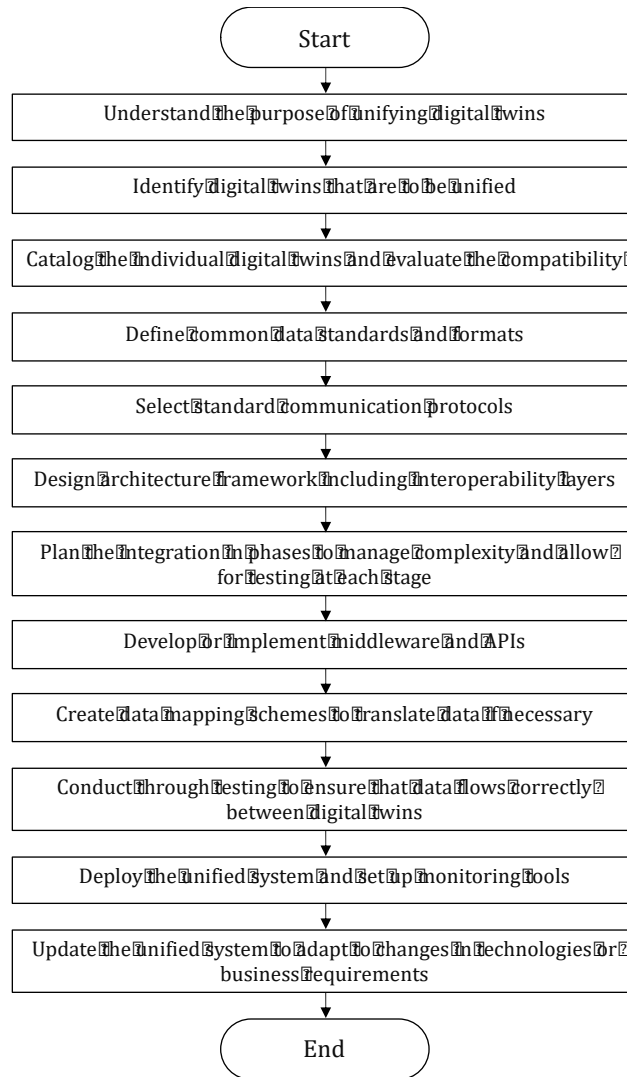 Start
Understand the purpose of unifying digital twins
Identify digital twins that are to be unified
Catalog the individual digital twins and evaluate the compatibility
Define common data standards and formats
Select standard communication protocols
Design architecture framework including interoperability layers
Plan the integration in phases to manage complexity and allow
for testing at each stage
Develop or implement middleware and APIs
Create data mapping schemes to translate data if necessary
Conduct through testing to ensure that data flows correctly
between digital twins
Deploy the unified system and set up monitoring tools
Update the unified system to adapt to changes in technologies or
business requirements
End